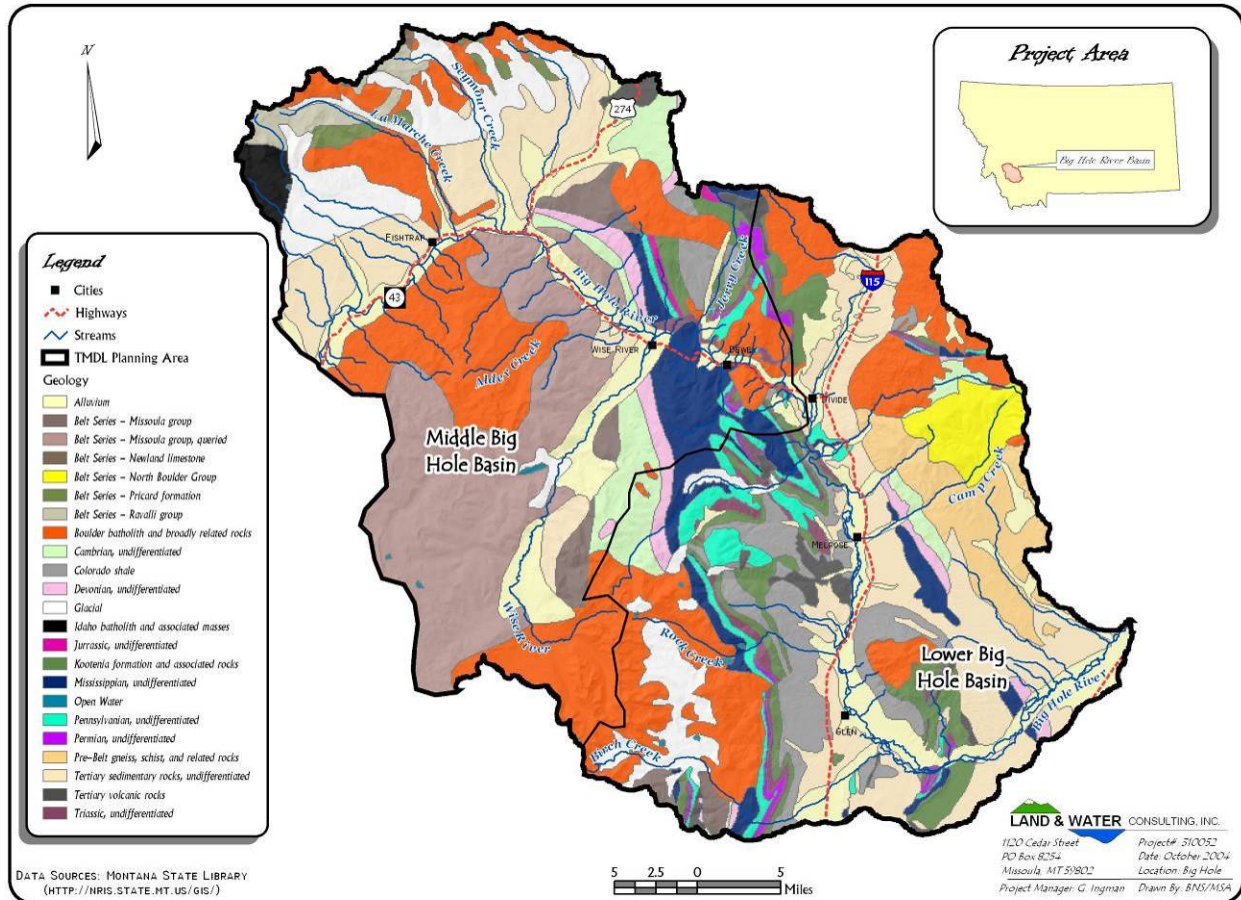 N
Project Area
Big Hole River Basin
Seymour Creek
274
La Marche Creek
Fishtrap
43
Big Hole River
Jerry Creek
115
Wise River
Dewey
Divide
Alder Creek
Middle Big
Hole Basin
Camp Creek
Melrose
Wise River
Rock Creek
Lower Big
Hole Basin
Big Hole River
Glen
Birch Creek
Legend
Cities
Highways
Streams
TMDL Planning Area
Geology
Alluvium
Belt Series - Missoula group
Belt Series - Missoula group, queried
Belt Series - Newland limestone
Belt Series - North Boulder Group
Belt Series - Pricard formation
Belt Series - Ravalli group
Boulder batholith and broadly related rocks
Cambrian, undifferentiated
Colorado shale
Devonian, undifferentiated
Glacial
Idaho batholith and associated masses
Jurrassic, undifferentiated
Kootenia formation and associated rocks
Mississippian, undifferentiated
Open Water
Pennsylvanian, undifferentiated
Permian, undifferentiated
Pre-Belt gneiss, schist, and related rocks
Tertiary sedimentary rocks, undifferentiated
Tertiary volcanic rocks
Triassic, undifferentiated
Data Sources: Montana State Library
(http://nris.state.mt.us/gis/)
5 2.5 0 5
Miles
LAND & WATER CONSULTING, INC.
1120 Cedar Street
PO Box 8254
Missoula, MT 59802
Project Manager: G. Ingman
Project#: 310052
Date: October 2004
Location: Big Hole
Drawn By: BNS/MSA